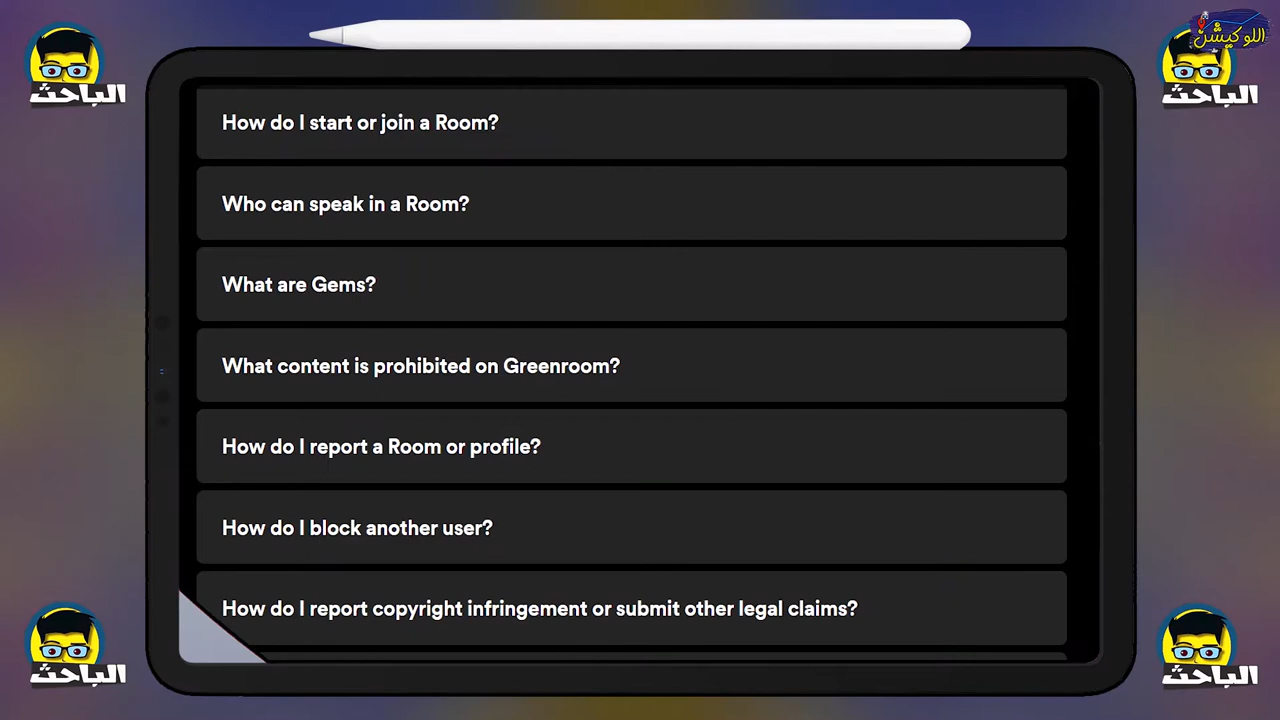 اللوكيشن
الباحث
الباحث
How do I start or join a Room?
Who can speak in a Room?
What are Gems?
What content is prohibited on Greenroom?
How do I report a Room or profile?
How do I block another user?
How do I report copyright infringement or submit other legal claims?
الباحث
الباحث